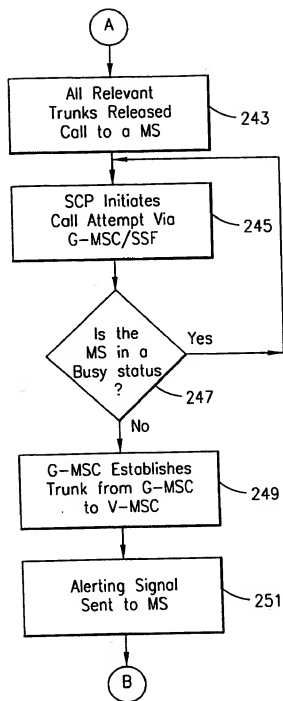 A
All Relevant
Trunks Released
Call to a MS
243
SCP Initiates
Call Attempt Via
G-MSC/SSF
245
Is the
MS in a
Busy status
?
Yes
247
No
G-MSC Establishes
Trunk from G-MSC
to V-MSC
249
Alerting Signal
Sent to MS
251
B